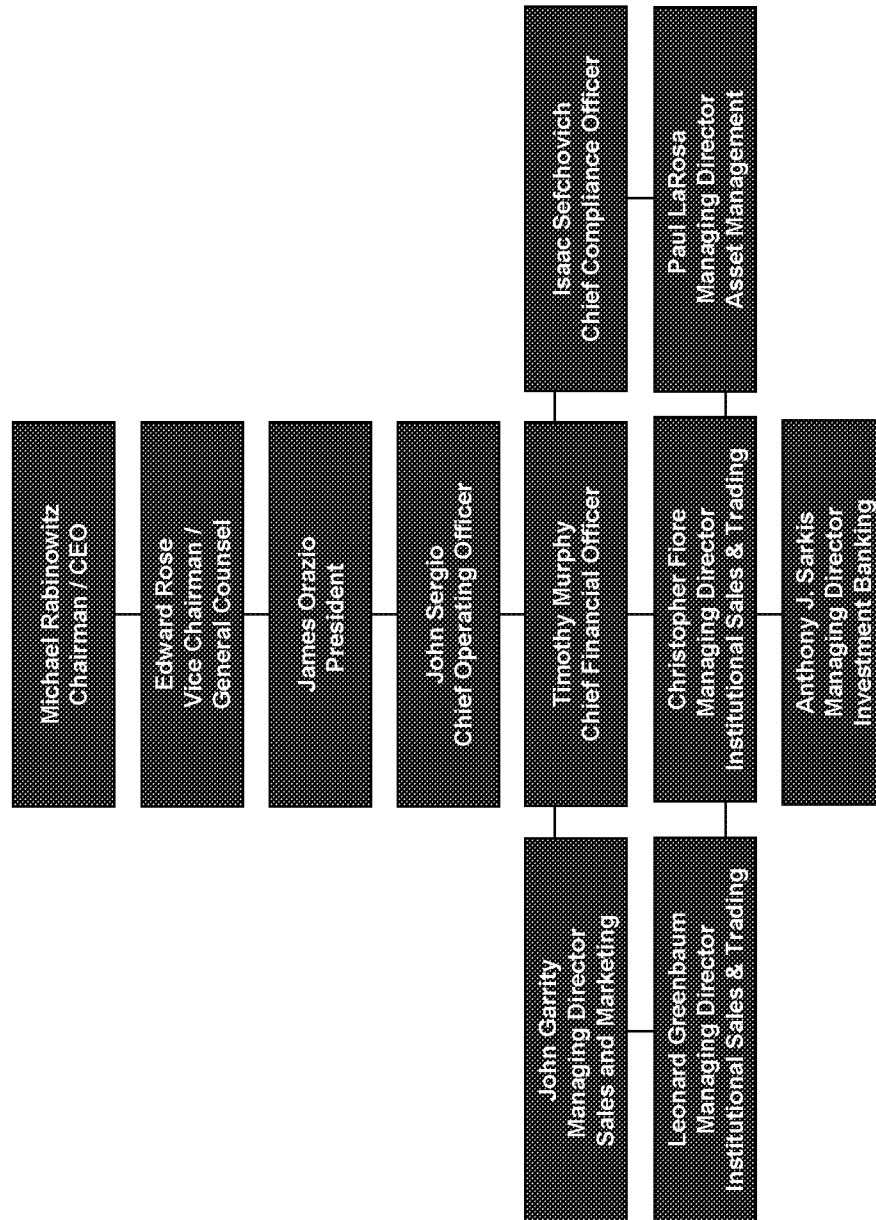 Michael Rabinowitz
Chairman / CEO
Edward Rose
Vice Chairman /
General Counsel
James Orazio
President
John Sergio
Chief Operating Officer
John Garrity
Managing Director
Sales and Marketing
Timothy Murphy
Chief Financial Officer
Isaac Sefchovich
Chief Compliance Officer
Leonard Greenbaum
Managing Director
Institutional Sales & Trading
Christopher Fiore
Managing Director
Institutional Sales & Trading
Paul LaRosa
Managing Director
Asset Management
Anthony J. Sarkis
Managing Director
Investment Banking